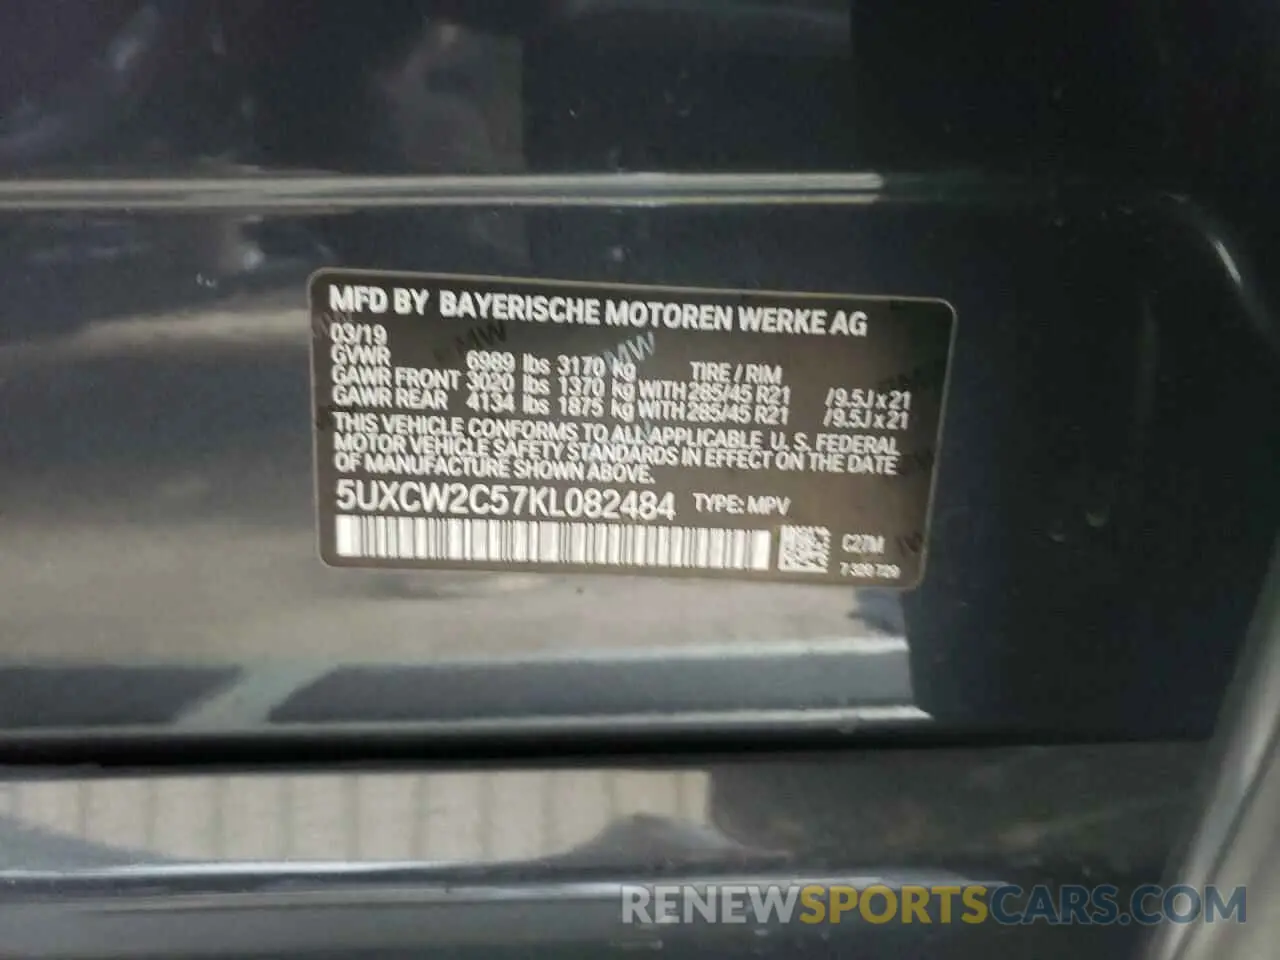 MFD BY BAYERISCHE MOTOREN WERKE AG
03/19
GVWR 6989 lbs 3170 kg TIRE / RIM
GAWR FRONT 3020 lbs 1370 kg WITH 285/45 R21 /9.5J x 21
GAWR REAR 4134 lbs 1875 kg WITH 285/45 R21 /9.5J x 21
THIS VEHICLE CONFORMS TO ALL APPLICABLE U. S. FEDERAL
MOTOR VEHICLE SAFETY STANDARDS IN EFFECT ON THE DATE
OF MANUFACTURE SHOWN ABOVE.
5UXCW2C57KL082484 TYPE: MPV
C27M
RENEWSPORTSCARS.COM